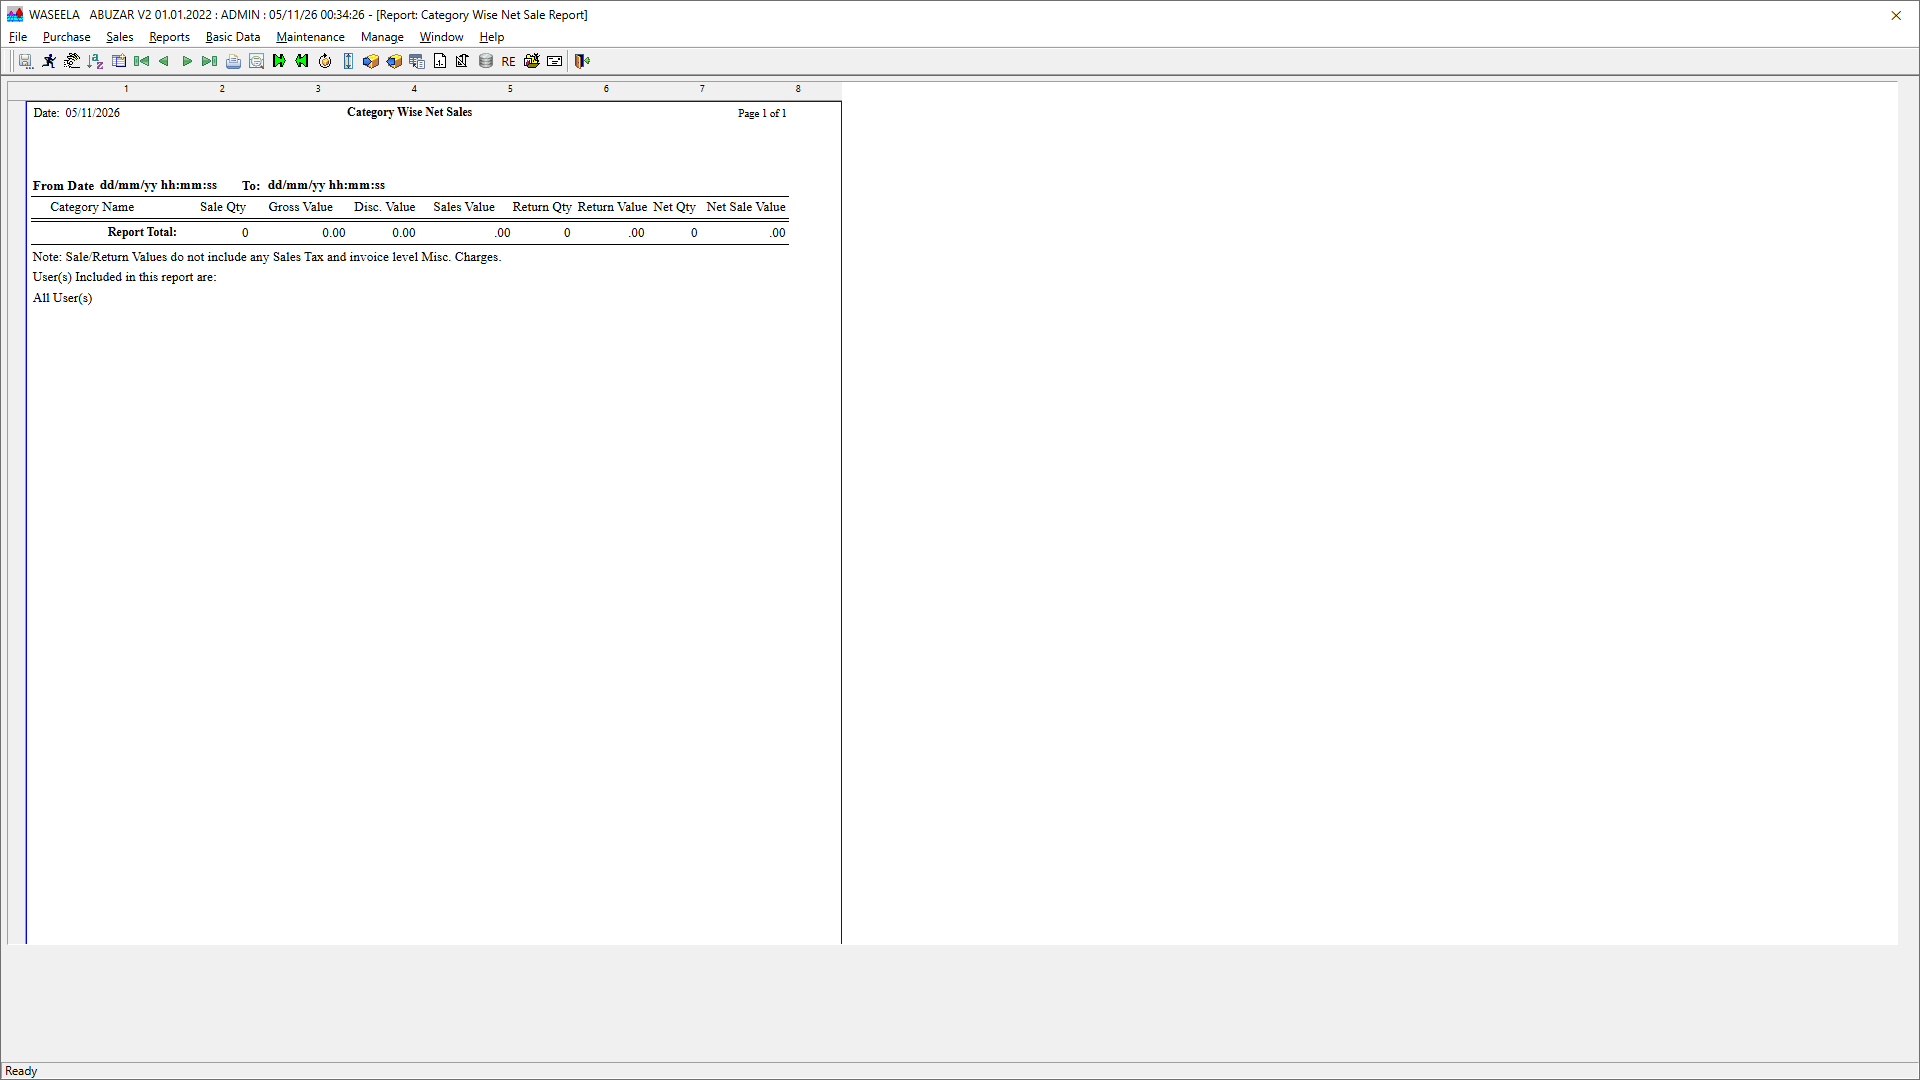 WASEELA   ABUZAR V2 01.01.2022 : ADMIN : 05/11/26 00:34:26 - [Report: Category Wise Net Sale Report]
File Purchase Sales Reports Basic Data Maintenance Manage Window Help
RE
1 2 3 4 5 6 7 8
Date: 05/11/2026 Category Wise Net Sales Page 1 of 1
From Date dd/mm/yy hh:mm:ss To: dd/mm/yy hh:mm:ss
Category Name Sale Qty Gross Value Disc. Value Sales Value Return Qty Return Value Net Qty Net Sale Value
Report Total: 0 0.00 0.00 .00 0 .00 0 .00
Note: Sale/Return Values do not include any Sales Tax and invoice level Misc. Charges.
User(s) Included in this report are:
All User(s)
Ready